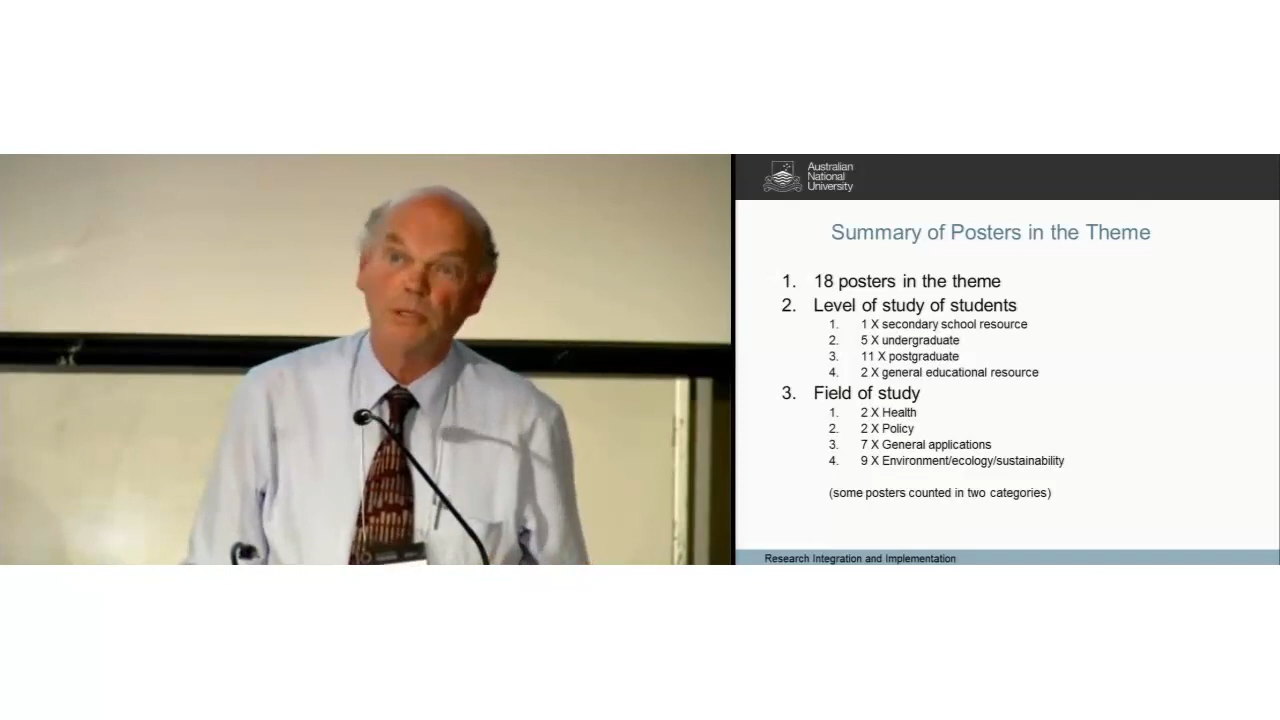 Australian
National
University
Summary of Posters in the Theme
1. 18 posters in the theme
2. Level of study of students
1. 1 X secondary school resource
2. 5 X undergraduate
3. 11 X postgraduate
4. 2 X general educational resource
3. Field of study
1. 2 X Health
2. 2 X Policy
3. 7 X General applications
4. 9 X Environment/ecology/sustainability
(some posters counted in two categories)
Research Integration and Implementation